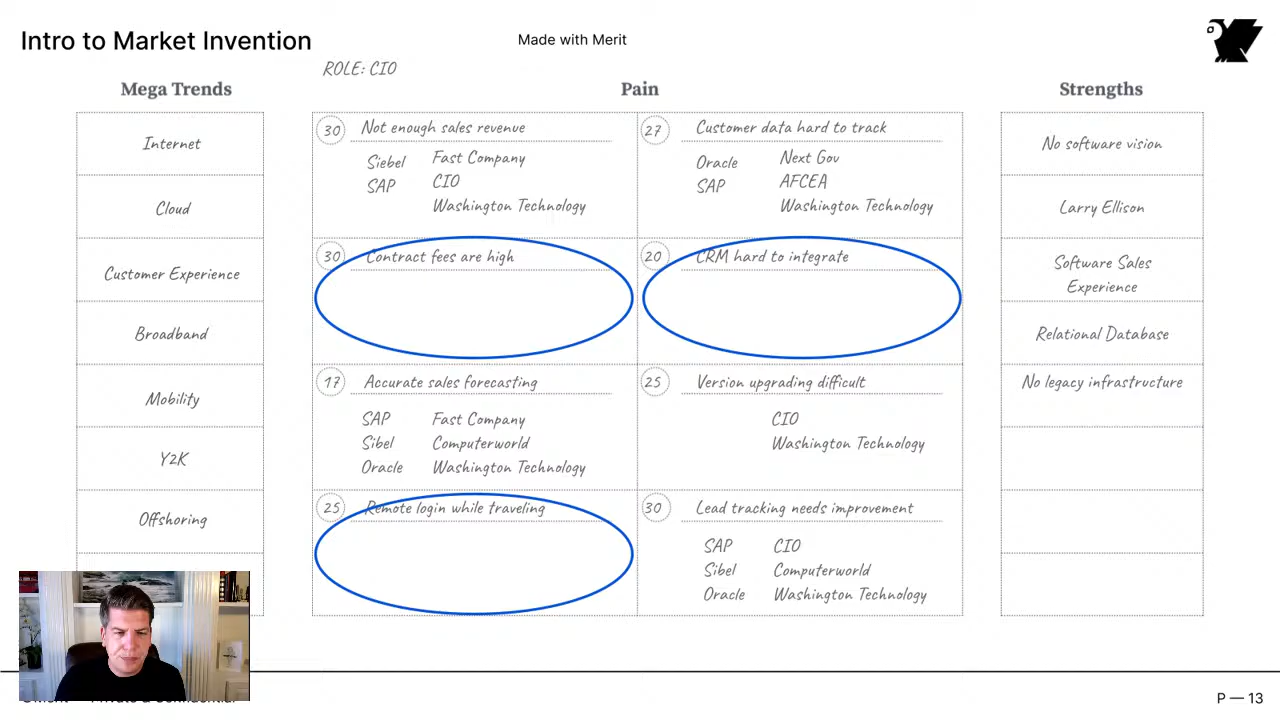 Intro to Market Invention
Made with Merit
ROLE: CIO
Mega Trends
Pain
Strengths
Internet
Cloud
Customer Experience
Broadband
Mobility
Y2K
Offshoring
30 Not enough sales revenue
Siebel Fast Company
SAP CIO
Washington Technology
27 Customer data hard to track
Oracle Next Gov
SAP AFCEA
Washington Technology
30 Contract fees are high
20 CRM hard to integrate
17 Accurate sales forecasting
SAP Fast Company
Sibel Computerworld
Oracle Washington Technology
25 Version upgrading difficult
CIO
Washington Technology
25 Remote login while traveling
30 Lead tracking needs improvement
SAP CIO
Sibel Computerworld
Oracle Washington Technology
No software vision
Larry Ellison
Software Sales
Experience
Relational Database
No legacy infrastructure
P — 13